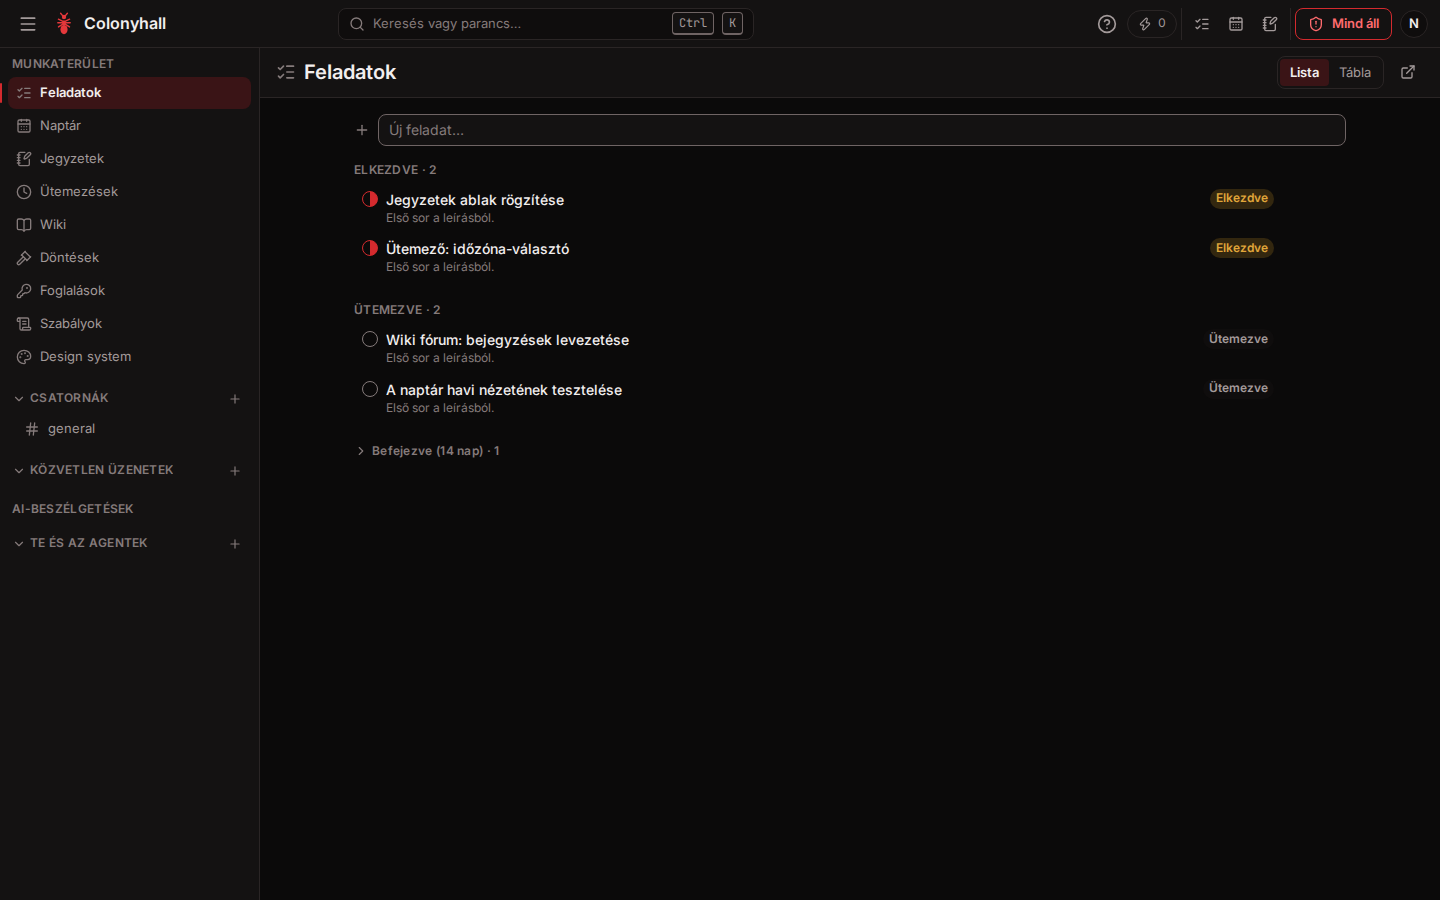 Colonyhall
Keresés vagy parancs...
Ctrl K
0
Mind áll
N
MUNKATERÜLET
Feladatok
Naptár
Jegyzetek
Ütemezések
Wiki
Döntések
Foglalások
Szabályok
Design system
CSATORNÁK
general
KÖZVETLEN ÜZENETEK
AI-BESZÉLGETÉSEK
TE ÉS AZ AGENTEK
Feladatok
Lista
Tábla
Új feladat...
ELKEZDVE · 2
Jegyzetek ablak rögzítése
Elkezdve
Első sor a leírásból.
Ütemező: időzóna-választó
Elkezdve
Első sor a leírásból.
ÜTEMEZVE · 2
Wiki fórum: bejegyzések levezetése
Ütemezve
Első sor a leírásból.
A naptár havi nézetének tesztelése
Ütemezve
Első sor a leírásból.
Befejezve (14 nap) · 1